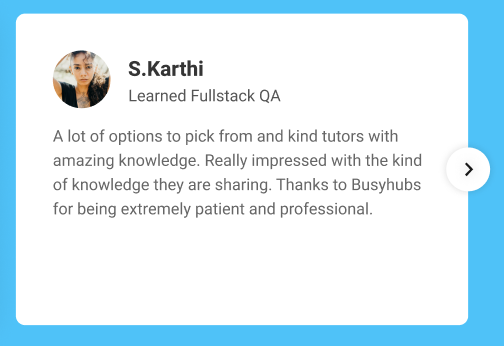 S.Karthi
Learned Fullstack QA
A lot of options to pick from and kind tutors with
amazing knowledge. Really impressed with the kind
of knowledge they are sharing. Thanks to Busyhubs
for being extremely patient and professional.